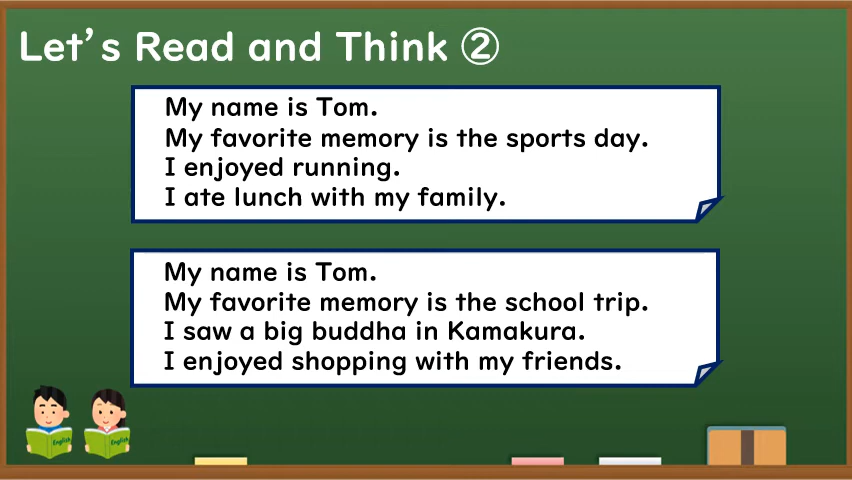 Let's Read and Think ②
My name is Tom.
My favorite memory is the sports day.
I enjoyed running.
I ate lunch with my family.
My name is Tom.
My favorite memory is the school trip.
I saw a big buddha in Kamakura.
I enjoyed shopping with my friends.
English
English